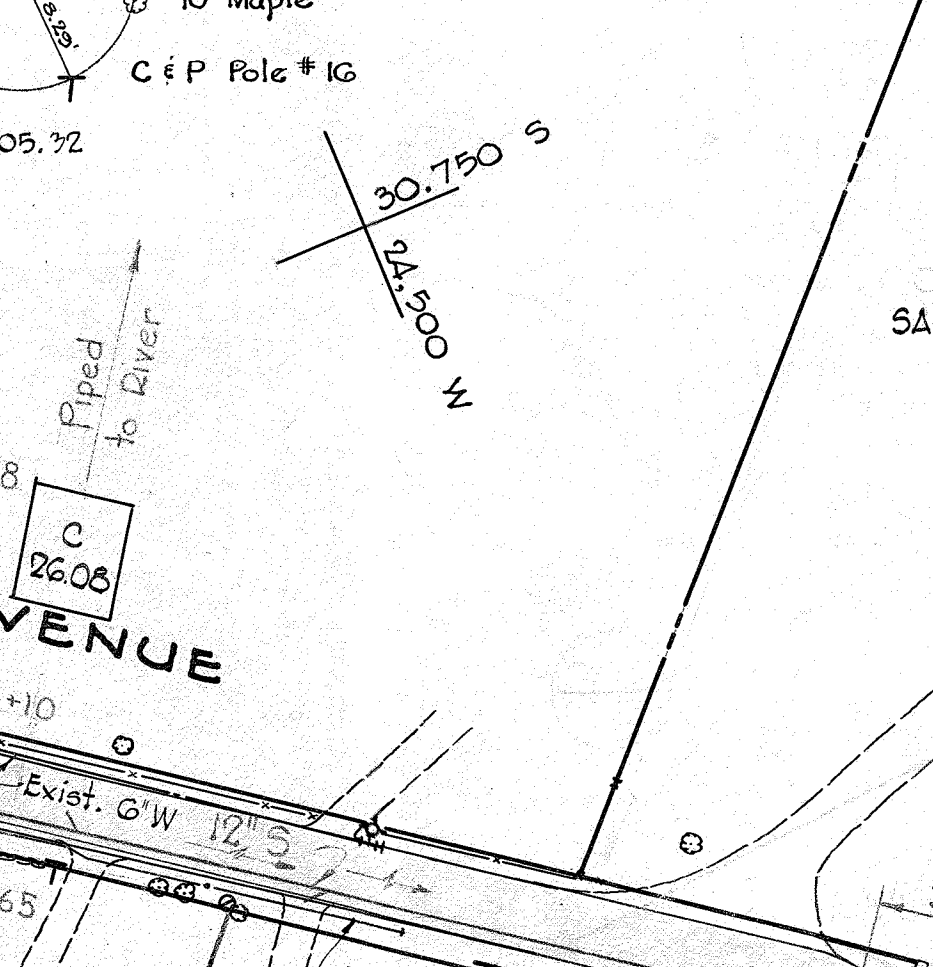 10" Maple
8.29'
C & P Pole # 16
05.32
30.750 S
24,500 W
Piped
to River
SA
8
C
26.08
VENUE
+10
Exist. 6"W
12" S
65